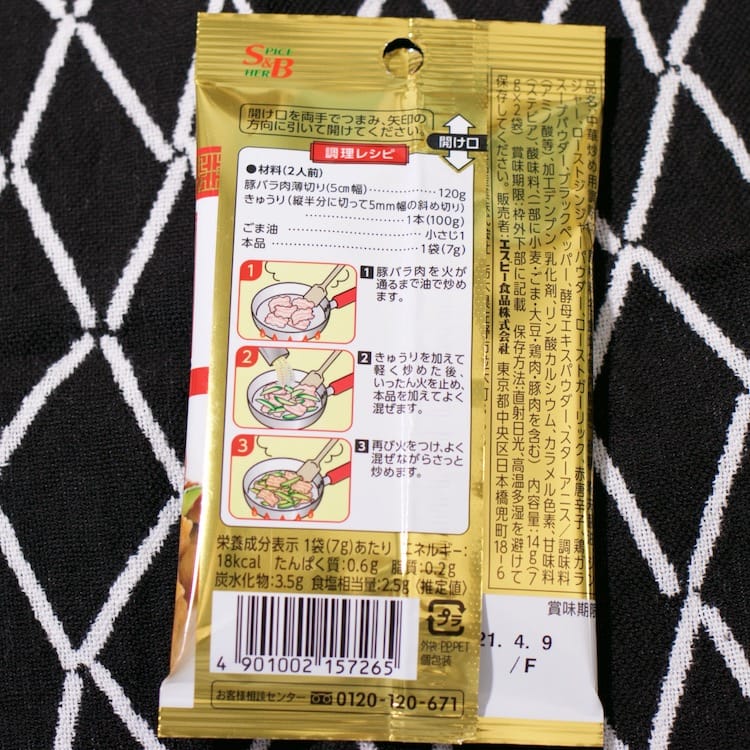 SPICE
&
HERB
S&B
開け口を両手でつまみ、矢印の
方向に引いて開けてください。
開け口
調理レシピ
●材料(2人前)
豚バラ肉薄切り(5cm幅)……………120g
きゅうり(縦半分に切って5mm幅の斜め切り)
……………1本(100g)
ごま油……………小さじ1
本品……………1袋(7g)
1
1 豚バラ肉を火が
通るまで油で炒め
ます。
2
2 きゅうりを加えて
軽く炒めた後、
いったん火を止め、
本品を加えてよく
混ぜます。
3
3 再び火をつけ、よく
混ぜながらさっと
炒めます。
栄養成分表示 1袋(7g)あたり エネルギー:
18kcal たんぱく質:0.6g 脂質:0.2g
炭水化物:3.5g 食塩相当量:2.5g 〈推定値〉
4 901002 157265
プラ
外袋:PP,PET
個包装
お客様相談センター 0120-120-671
品名:中華炒め用
ジャー、ローストジンジャーパウダー、ローストガーリック、赤唐辛子、鶏ガラ
スープパウダー、ブラックペッパー、酵母エキスパウダー、スターアニス/調味料
(アミノ酸等)、加工デンプン、乳化剤、リン酸カルシウム、カラメル色素、甘味料
(ステビア)、酸味料、(一部に小麦・ごま・大豆・鶏肉・豚肉を含む) 内容量:14g(7
g×2袋) 賞味期限:枠外下部に記載 保存方法:直射日光、高温多湿を避けて
保存してください。 販売者:エスビー食品株式会社 東京都中央区日本橋兜町18-6
賞味期限
21. 4. 9
/F